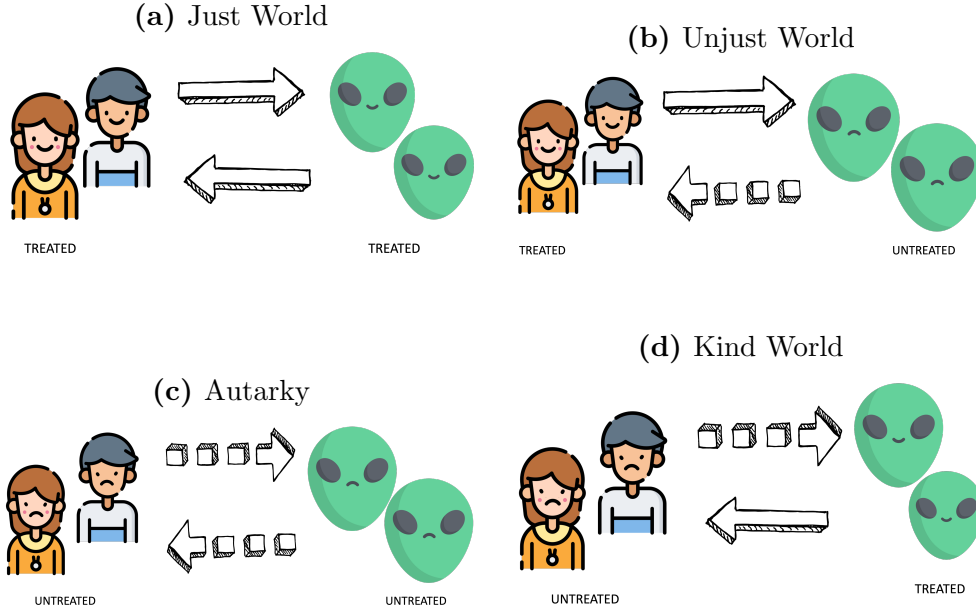 (a) Just World
TREATED
TREATED
(b) Unjust World
TREATED
UNTREATED
(c) Autarky
UNTREATED
UNTREATED
(d) Kind World
UNTREATED
TREATED